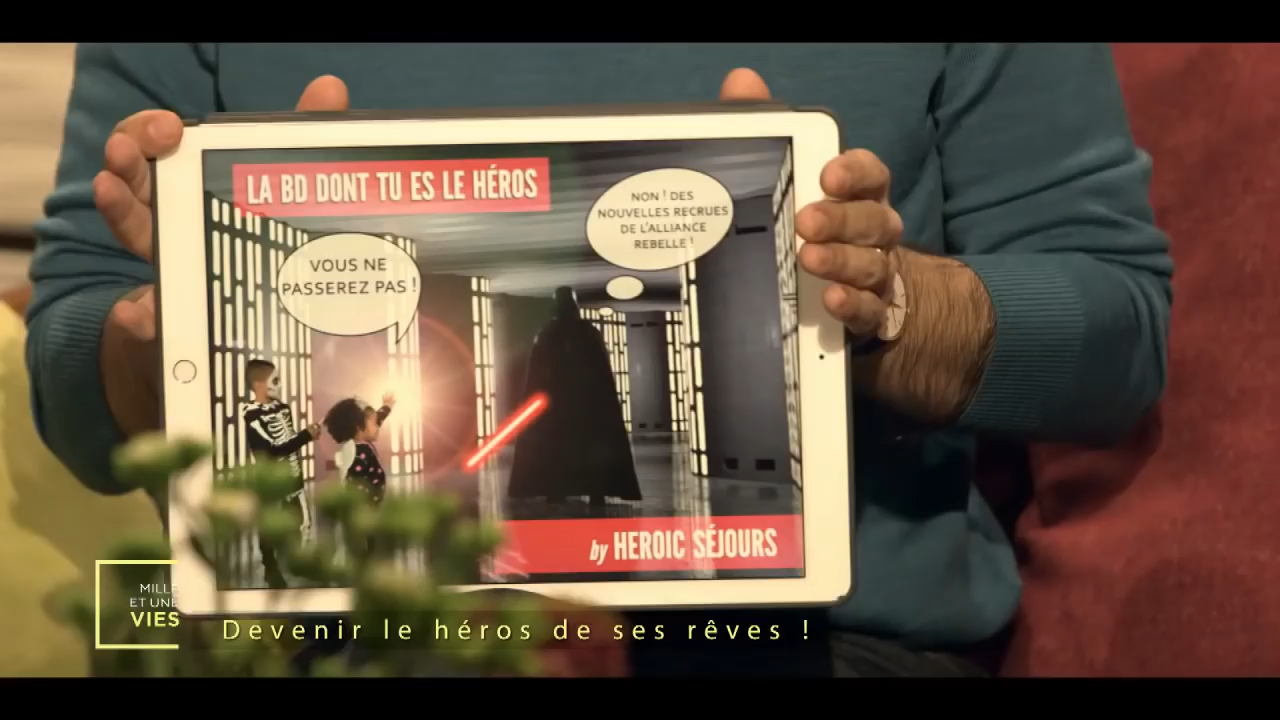 LA BD DONT TU ES LE HÉROS
NON ! DES
NOUVELLES RECRUES
DE L'ALLIANCE
REBELLE !
VOUS NE
PASSEREZ PAS !
by HEROIC SÉJOURS
MILLE
ET UNE
VIES
Devenir le héros de ses rêves !